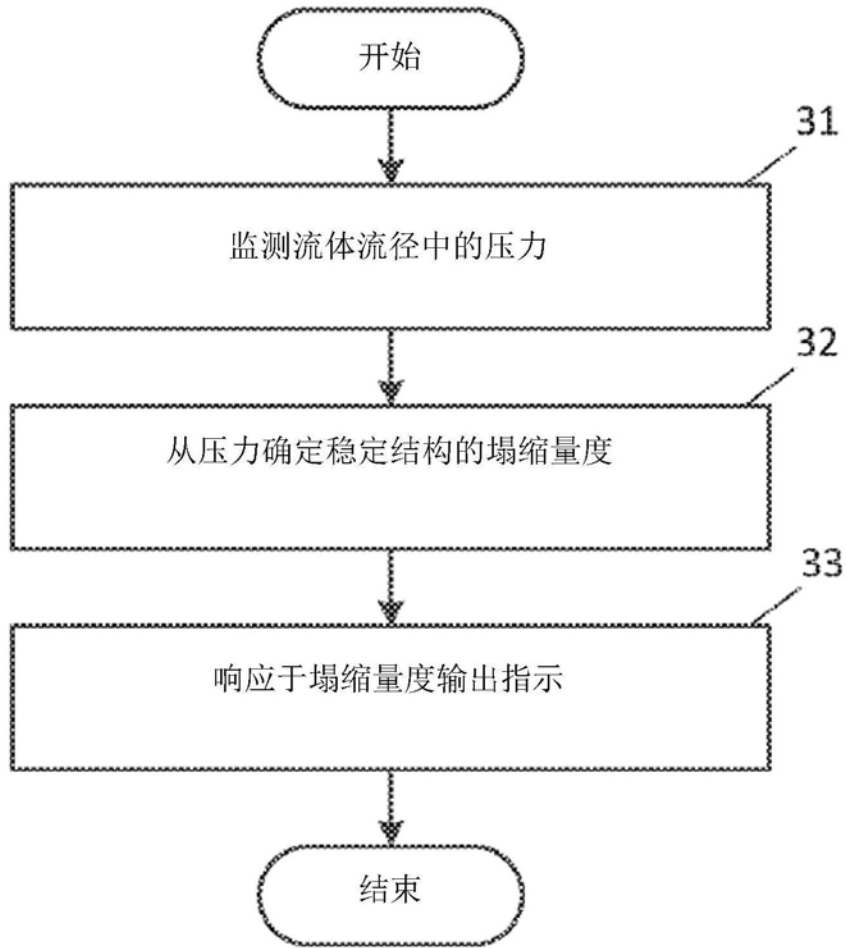 开始
31
监测流体流径中的压力
32
从压力确定稳定结构的塌缩量度
33
响应于塌缩量度输出指示
结束